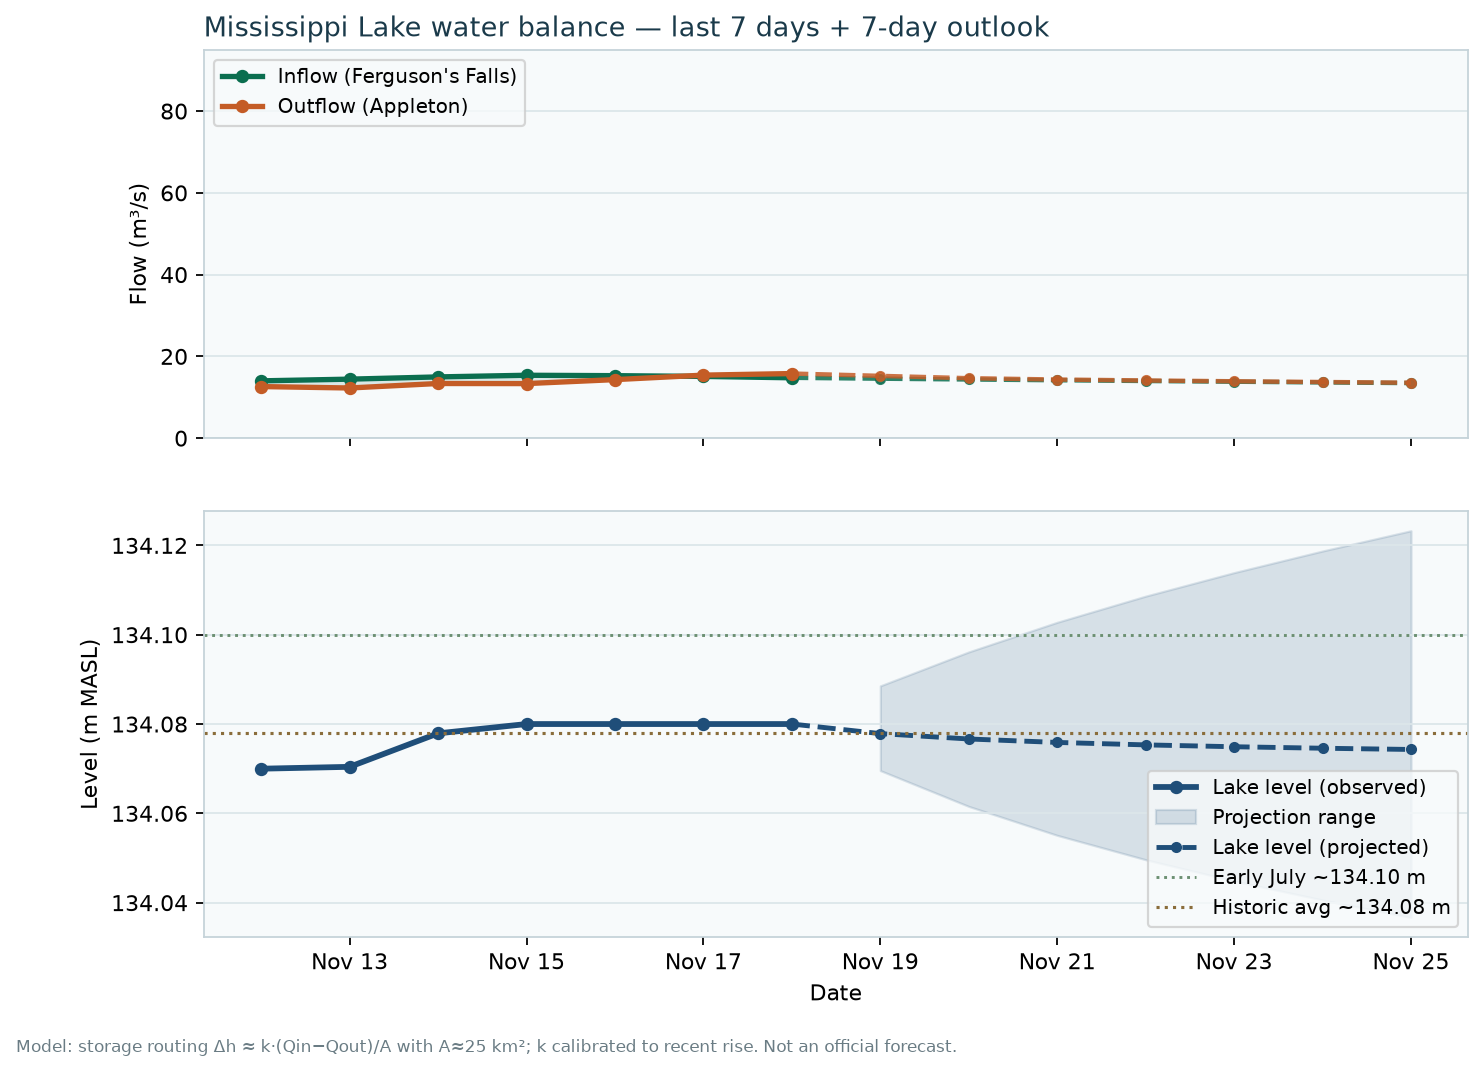 Mississippi Lake water balance — last 7 days + 7-day outlook
Inflow (Ferguson's Falls)
Outflow (Appleton)
Flow (m³/s)
80
60
40
20
0
134.12
134.10
134.08
134.06
134.04
Level (m MASL)
Lake level (observed)
Projection range
Lake level (projected)
Early July ~134.10 m
Historic avg ~134.08 m
Nov 13 Nov 15 Nov 17 Nov 19 Nov 21 Nov 23 Nov 25
Date
Model: storage routing Δh ≈ k·(Qin−Qout)/A with A≈25 km²; k calibrated to recent rise. Not an official forecast.